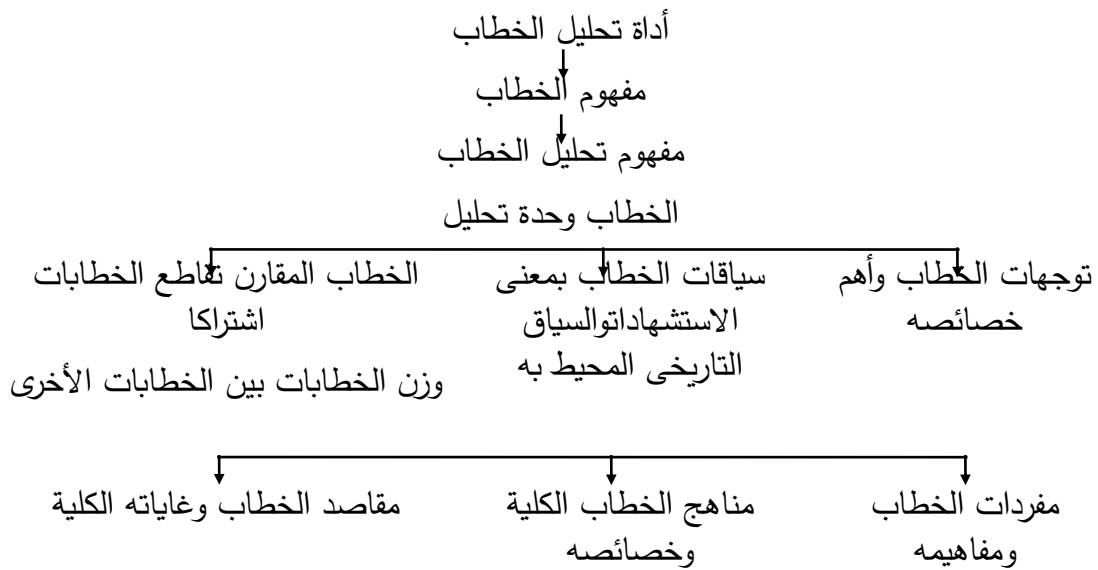 أداة تحليل الخطاب
مفهوم الخطاب
مفهوم تحليل الخطاب
الخطاب وحدة تحليل
توجهات الخطاب وأهم
خصائصه
سياقات الخطاب بمعنى
الاستشهاداتوالسياق
التاريخى المحيط به
الخطاب المقارن تقاطع الخطابات
اشتراكا
وزن الخطابات بين الخطابات الأخرى
مفردات الخطاب
ومفاهيمه
مناهج الخطاب الكلية
وخصائصه
مقاصد الخطاب وغاياته الكلية